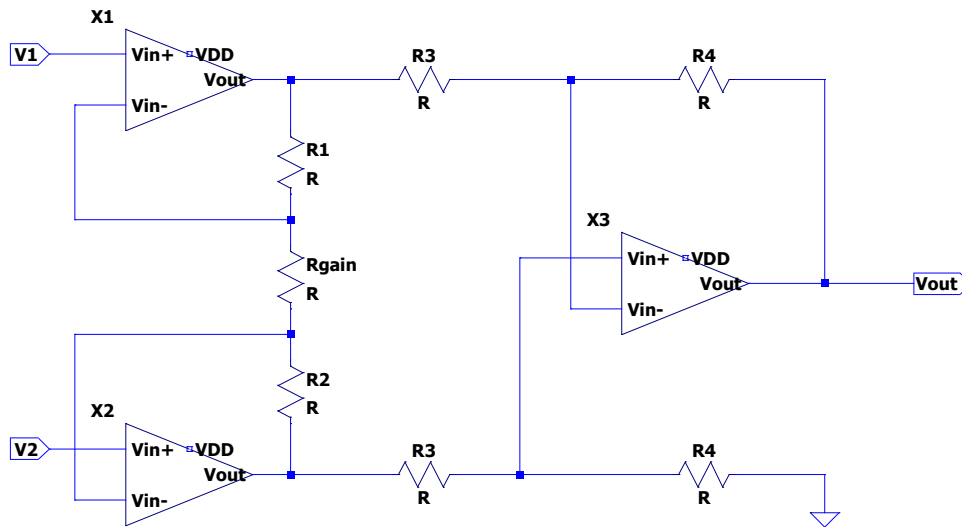 X1
V1
Vin+
VDD
Vout
Vin-
R3
R
R4
R
R1
R
Rgain
R
X3
Vin+
VDD
Vout
Vin-
Vout
R2
R
X2
V2
Vin+
VDD
Vout
Vin-
R3
R
R4
R